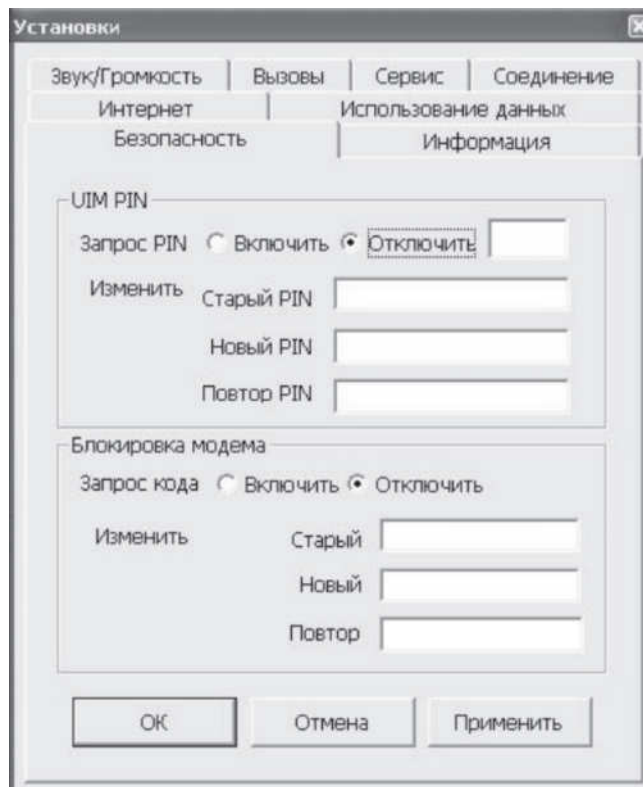 Установки
Звук/Громкость Вызовы Сервис Соединение
Интернет Использование данных
Безопасность Информация
UIM PIN
Запрос PIN Включить Отключить
Изменить Старый PIN
Новый PIN
Повтор PIN
Блокировка модема
Запрос кода Включить Отключить
Изменить Старый
Новый
Повтор
ОК Отмена Применить